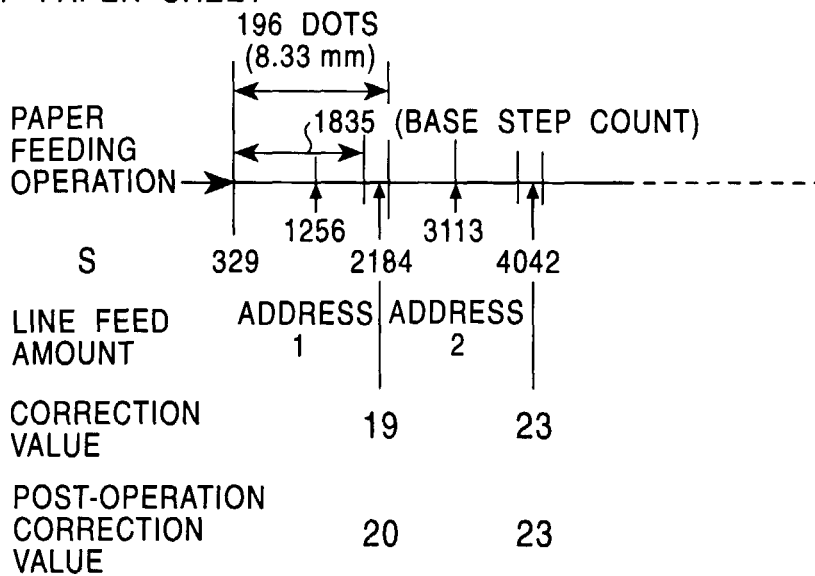 196 DOTS
(8.33 mm)
1835 (BASE STEP COUNT)
PAPER
FEEDING
OPERATION
1256 3113
S 329 2184 4042
LINE FEED
AMOUNT
ADDRESS
1
ADDRESS
2
CORRECTION
VALUE
19 23
POST-OPERATION
CORRECTION
VALUE
20 23